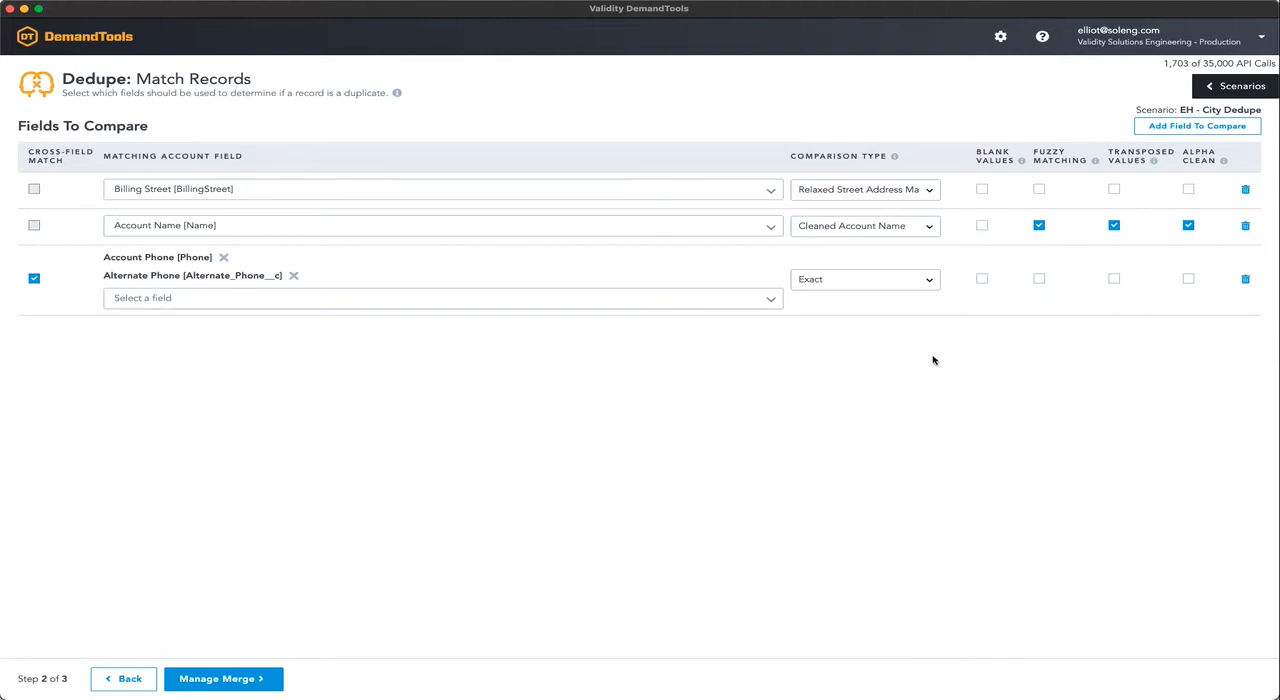 Validity DemandTools
DT DemandTools
elliot@soleng.com
Validity Solutions Engineering - Production
1,703 of 35,000 API Calls
Dedupe: Match Records
Select which fields should be used to determine if a record is a duplicate.
Scenarios
Scenario: EH - City Dedupe
Fields To Compare
Add Field To Compare
CROSS-FIELD MATCH
MATCHING ACCOUNT FIELD
COMPARISON TYPE
BLANK VALUES
FUZZY MATCHING
TRANSPOSED VALUES
ALPHA CLEAN
Billing Street [BillingStreet]
Relaxed Street Address Ma
Account Name [Name]
Cleaned Account Name
Account Phone [Phone]
Alternate Phone [Alternate_Phone__c]
Select a field
Exact
Step 2 of 3
Back
Manage Merge